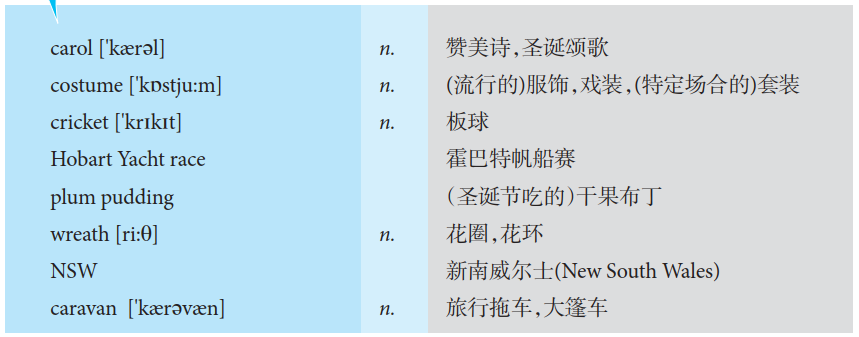 carol ['kærəl] n. 赞美诗,圣诞颂歌
costume ['kɒstju:m] n. (流行的)服饰,戏装,(特定场合的)套装
cricket ['krɪkɪt] n. 板球
Hobart Yacht race 霍巴特帆船赛
plum pudding (圣诞节吃的)干果布丁
wreath [ri:θ] n. 花圈,花环
NSW 新南威尔士(New South Wales)
caravan ['kærəvæn] n. 旅行拖车,大篷车